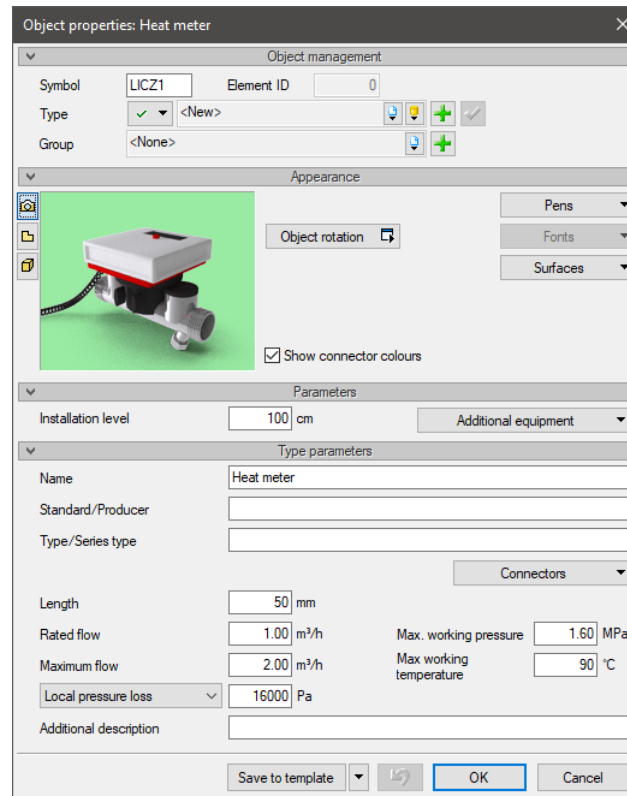 Object properties: Heat meter
Object management
Symbol LICZ1 Element ID 0
Type <New>
Group <None>
Appearance
Pens
Object rotation Fonts
Surfaces
Show connector colours
Parameters
Installation level 100 cm Additional equipment
Type parameters
Name Heat meter
Standard/Producer
Type/Series type
Connectors
Length 50 mm
Rated flow 1.00 m³/h Max. working pressure 1.60 MPa
Maximum flow 2.00 m³/h Max working temperature 90 °C
Local pressure loss 16000 Pa
Additional description
Save to template OK Cancel